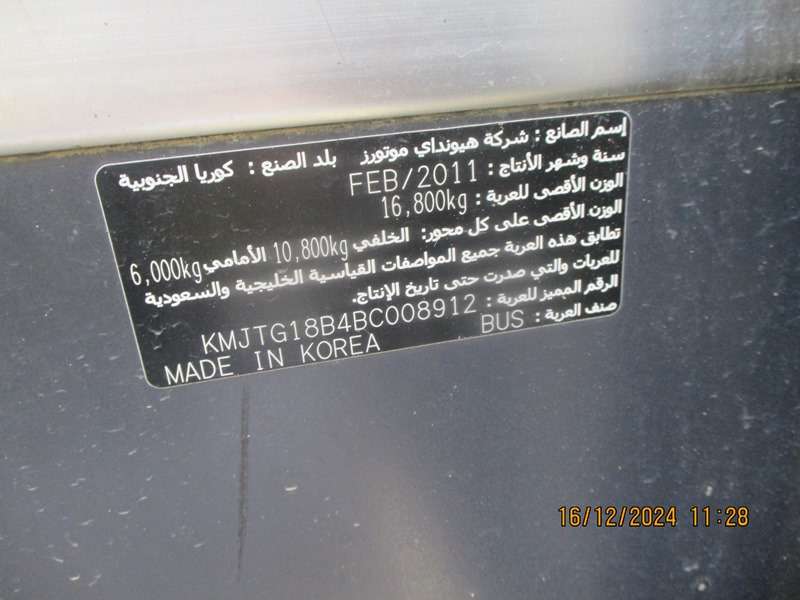 إسم الصانع : شركة هيونداي موتورز بلد الصنع : كوريا الجنوبية
سنة وشهر الأنتاج : FEB/2011
الوزن الأقصى للعربة : 16,800kg
الوزن الأقصى على كل محور: الخلفي 10,800kg الأمامي 6,000kg
تطابق هذه العربة جميع المواصفات القياسية الخليجية والسعودية
للعربات والتي صدرت حتى تاريخ الإنتاج.
الرقم المميز للعربة : KMJTG18B4BC008912
صنف العربة : BUS
MADE IN KOREA
16/12/2024 11:28